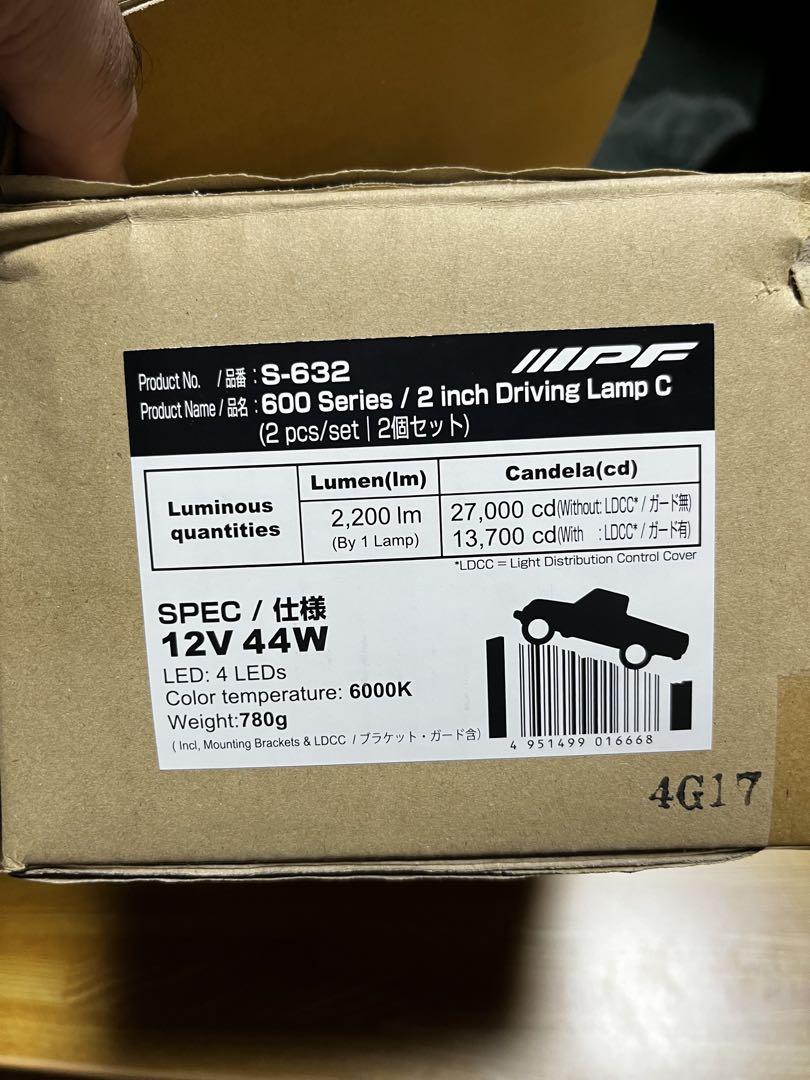 IPF
Product No. /品番:S-632
Product Name/品名:600 Series / 2 inch Driving Lamp C
(2 pcs/set | 2個セット)
Luminous quantities
Lumen(lm)
Candela(cd)
2,200 lm
(By 1 Lamp)
27,000 cd(Without: LDCC* / ガード無)
13,700 cd(With : LDCC* / ガード有)
*LDCC = Light Distribution Control Cover
SPEC / 仕様
12V 44W
LED: 4 LEDs
Color temperature: 6000K
Weight:780g
( Incl, Mounting Brackets & LDCC / ブラケット・ガード含)
4 951499 016668
4G17